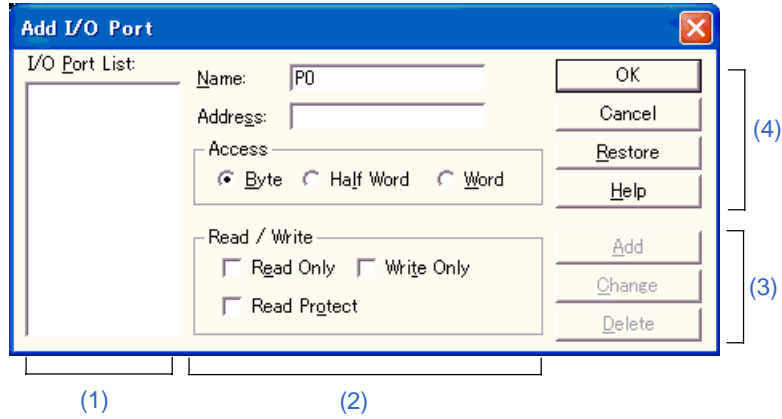 Add I/O Port
I/O Port List:
Name:
P0
Address:
Access
Byte
Half Word
Word
Read / Write
Read Only
Write Only
Read Protect
OK
Cancel
Restore
Help
Add
Change
Delete
(4)
(3)
(1)
(2)